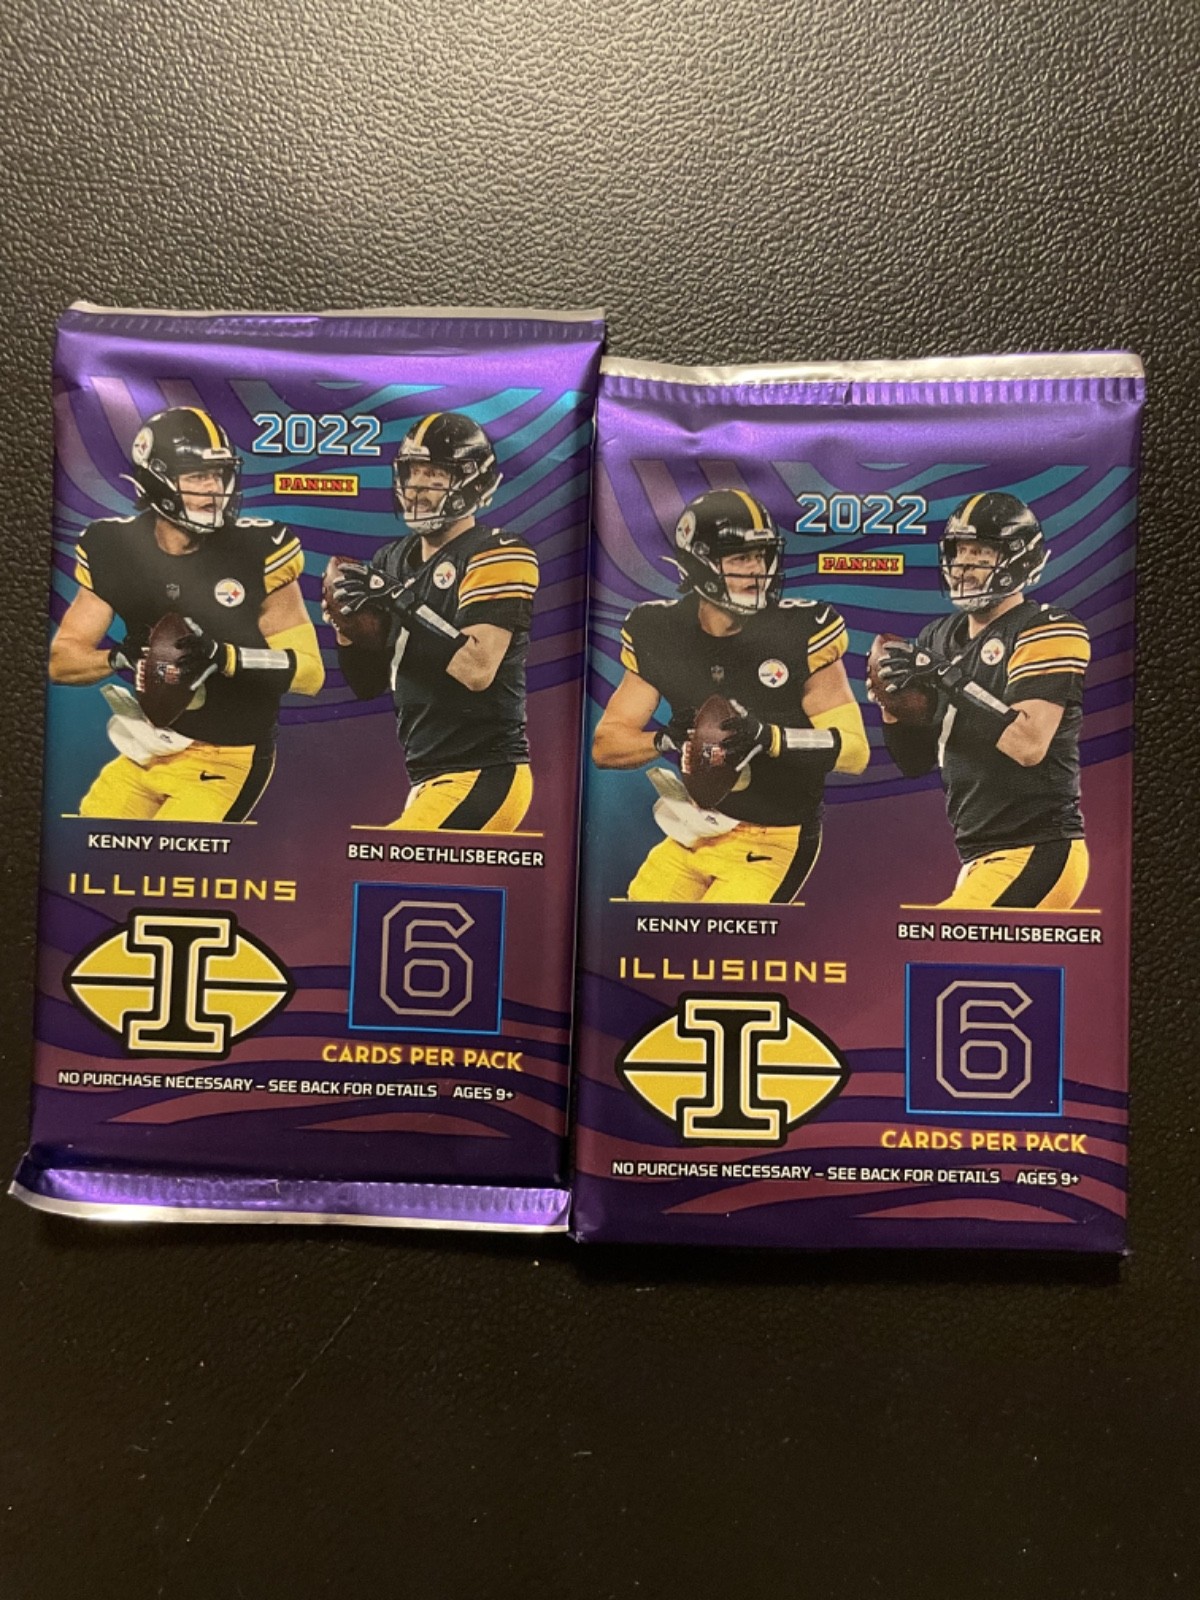 2022
PANINI
KENNY PICKETT
BEN ROETHLISBERGER
ILLUSIONS
I
6
CARDS PER PACK
NO PURCHASE NECESSARY – SEE BACK FOR DETAILS AGES 9+
2022
PANINI
8
KENNY PICKETT
BEN ROETHLISBERGER
ILLUSIONS
I
6
CARDS PER PACK
NO PURCHASE NECESSARY – SEE BACK FOR DETAILS AGES 9+